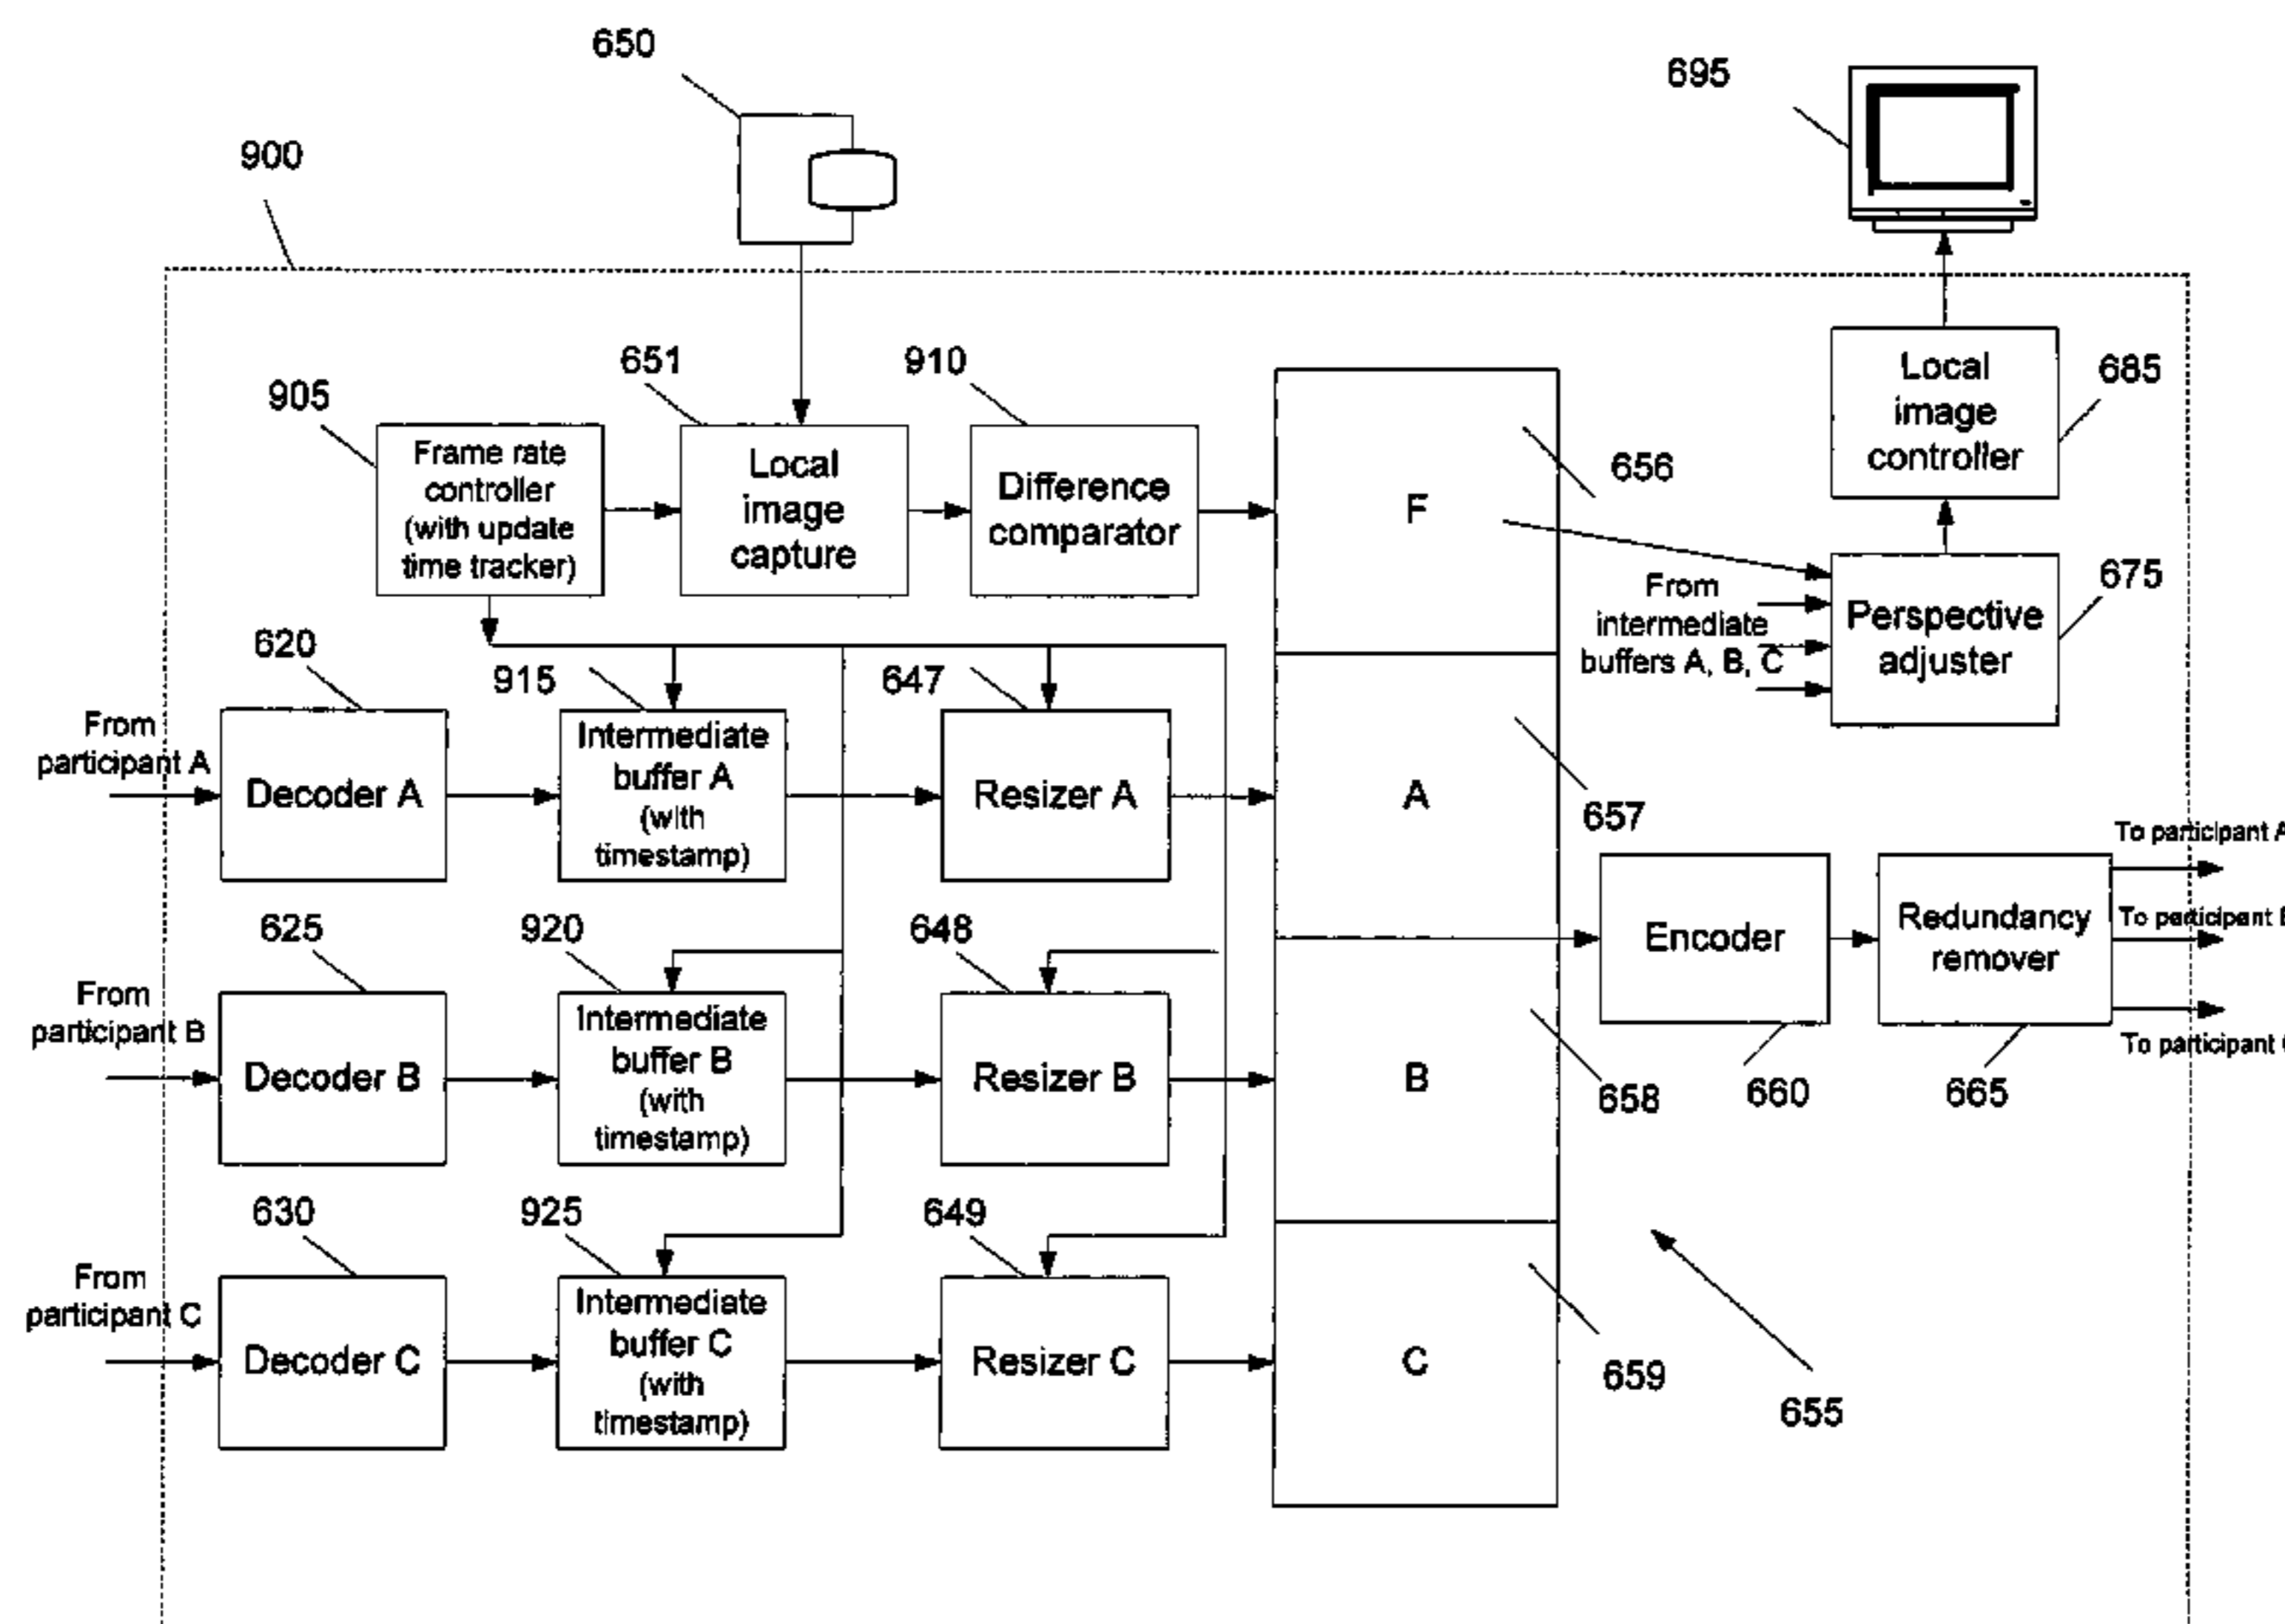 650
695
900
651
910
905
Local
image
controller
685
Frame rate
controller
(with update
time tracker)
Local
image
capture
Difference
comparator
F
656
From
intermediate
buffers A, B, C
Perspective
adjuster
675
620
915
647
From
participant A
Decoder A
Intermediate
buffer A
(with
timestamp)
Resizer A
A
657
To participant A
To participant
To participant
625
920
648
Encoder
Redundancy
remover
From
participant B
Decoder B
Intermediate
buffer B
(with
timestamp)
Resizer B
B
658
660
665
630
925
649
From
participant C
Decoder C
Intermediate
buffer C
(with
timestamp)
Resizer C
C
659
655